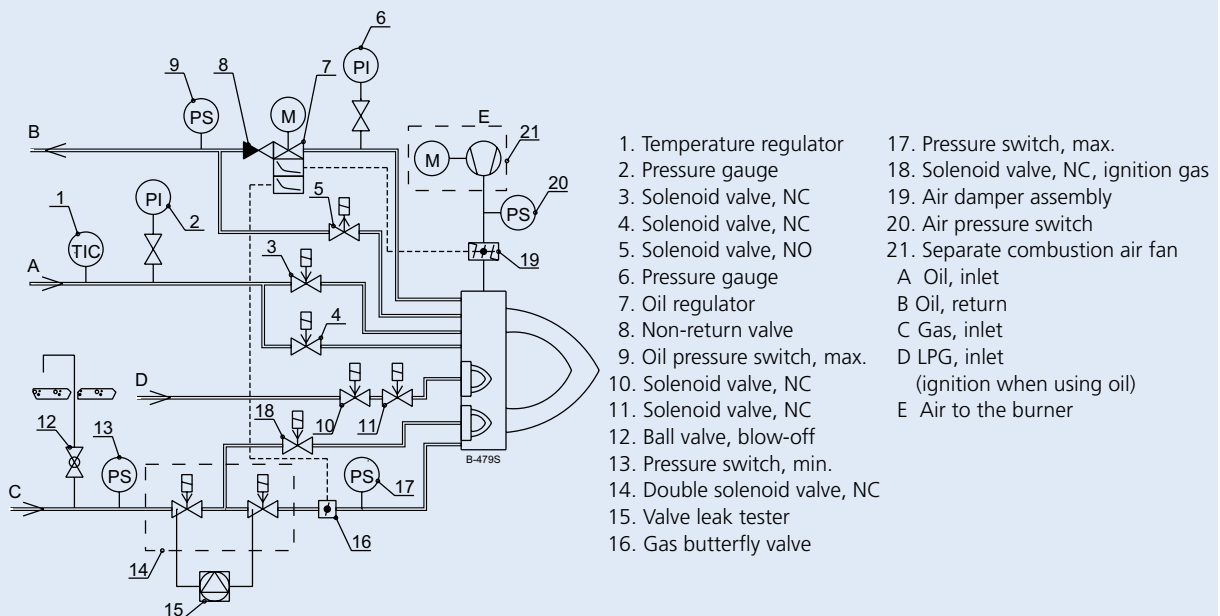 6
9
8
7
PS
M
PI
E
21
B
M
PI
5
20
PS
1
2
TIC
3
19
A
4
D
18
10
11
12
13
B-479S
PS
PS
17
C
16
14
15
1. Temperature regulator
2. Pressure gauge
3. Solenoid valve, NC
4. Solenoid valve, NC
5. Solenoid valve, NO
6. Pressure gauge
7. Oil regulator
8. Non-return valve
9. Oil pressure switch, max.
10. Solenoid valve, NC
11. Solenoid valve, NC
12. Ball valve, blow-off
13. Pressure switch, min.
14. Double solenoid valve, NC
15. Valve leak tester
16. Gas butterfly valve
17. Pressure switch, max.
18. Solenoid valve, NC, ignition gas
19. Air damper assembly
20. Air pressure switch
21. Separate combustion air fan
A Oil, inlet
B Oil, return
C Gas, inlet
D LPG, inlet
(ignition when using oil)
E Air to the burner